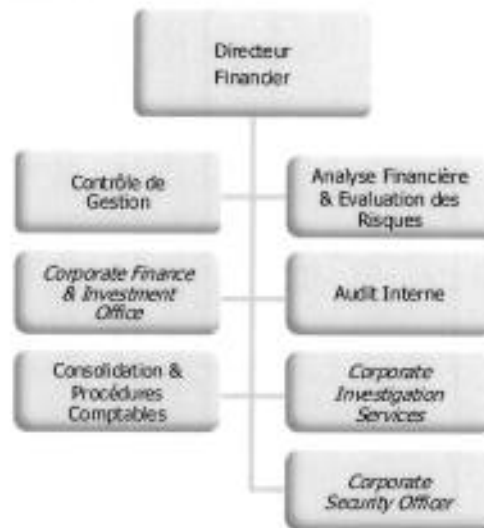 Directeur
Financier
Contrôle de
Gestion
Analyse Financière
& Evaluation des
Risques
Corporate Finance
& Investment
Office
Audit Interne
Consolidation &
Procédures
Comptables
Corporate
Investigation
Services
Corporate
Security Officer